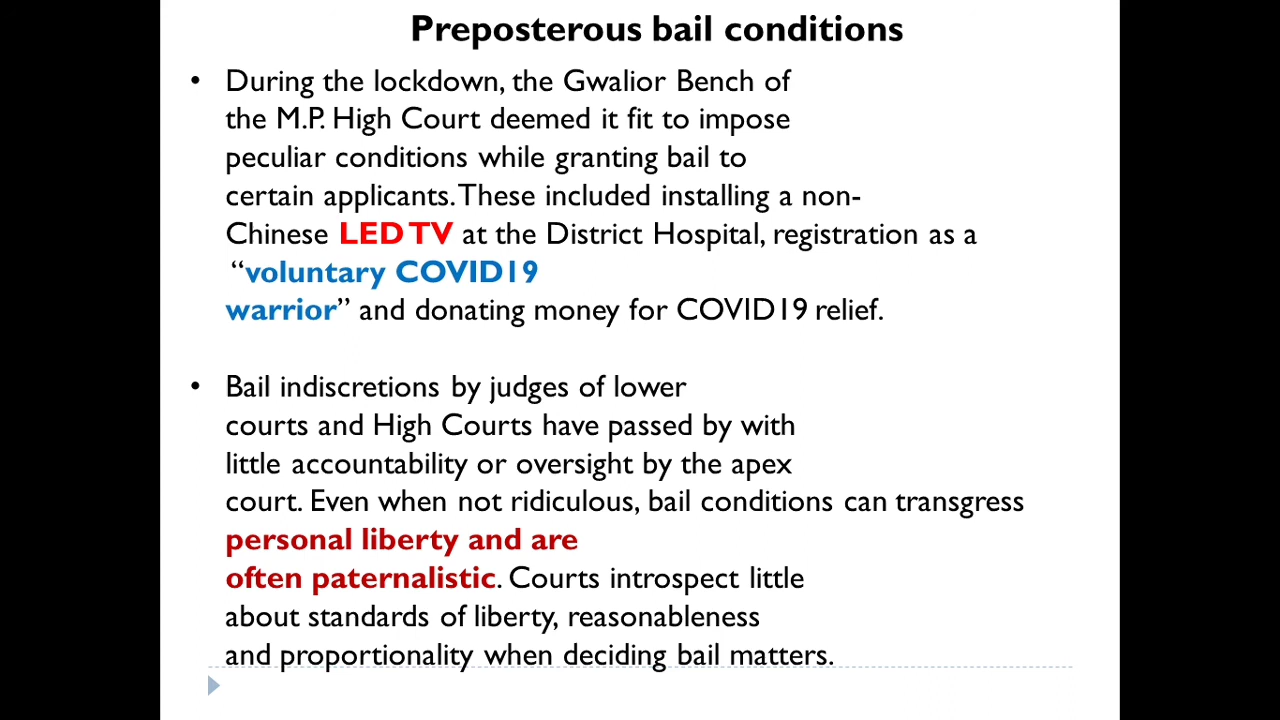 Preposterous bail conditions
• During the lockdown, the Gwalior Bench of
the M.P. High Court deemed it fit to impose
peculiar conditions while granting bail to
certain applicants. These included installing a non-
Chinese LED TV at the District Hospital, registration as a
“voluntary COVID19
warrior” and donating money for COVID19 relief.
• Bail indiscretions by judges of lower
courts and High Courts have passed by with
little accountability or oversight by the apex
court. Even when not ridiculous, bail conditions can transgress
personal liberty and are
often paternalistic. Courts introspect little
about standards of liberty, reasonableness
and proportionality when deciding bail matters.